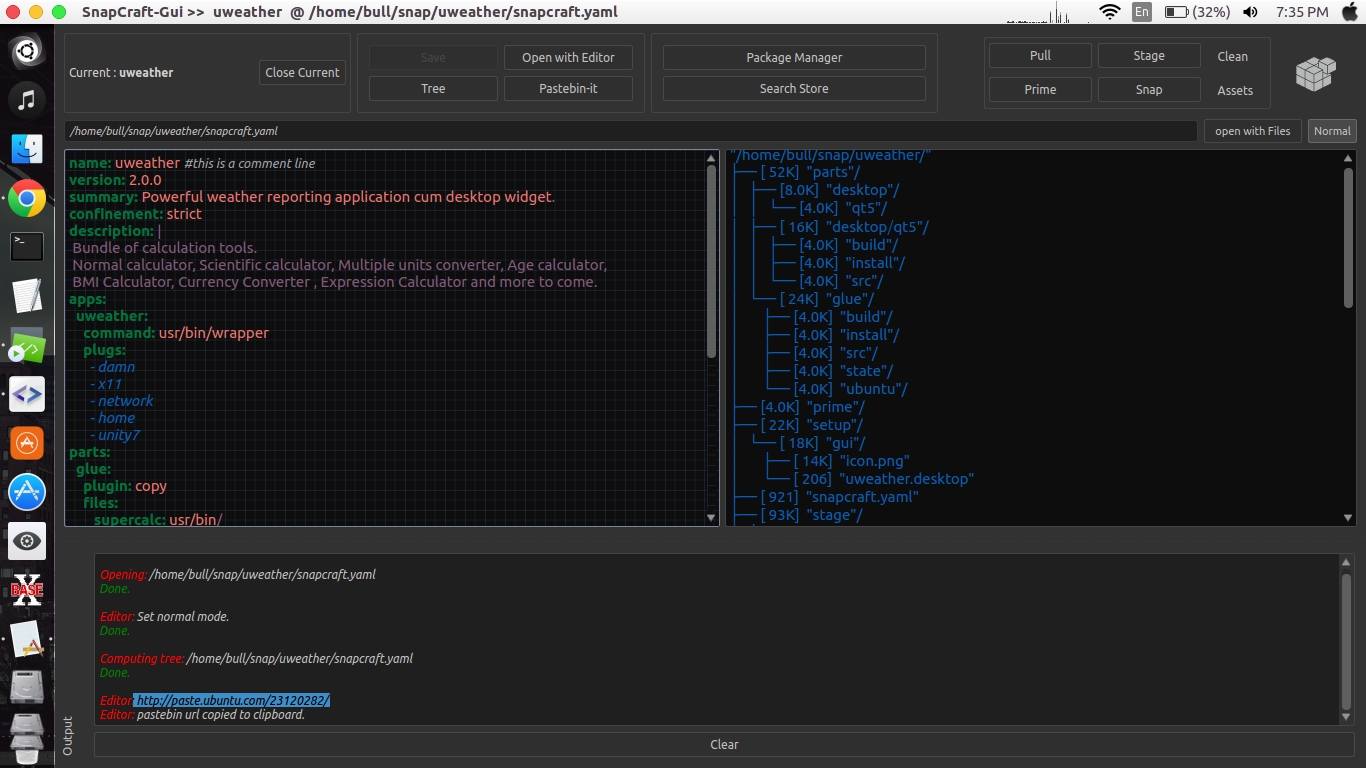 SnapCraft-Gui >> uweather @ /home/bull/snap/uweather/snapcraft.yaml
En (32%) 7:35 PM
Current : uweather
Close Current
Save
Open with Editor
Tree
Pastebin-it
Package Manager
Search Store
Pull
Stage
Clean
Prime
Snap
Assets
/home/bull/snap/uweather/snapcraft.yaml
open with Files
Normal
name: uweather #this is a comment line
version: 2.0.0
summary: Powerful weather reporting application cum desktop widget.
confinement: strict
description: |
Bundle of calculation tools.
Normal calculator, Scientific calculator, Multiple units converter, Age calculator,
BMI Calculator, Currency Converter , Expression Calculator and more to come.
apps:
uweather:
command: usr/bin/wrapper
plugs:
- damn
- x11
- network
- home
- unity7
parts:
glue:
plugin: copy
files:
supercalc: usr/bin/
"/home/bull/snap/uweather/"
├── [ 52K] "parts"/
│ ├── [8.0K] "desktop"/
│ │ └── [4.0K] "qt5"/
│ ├── [ 16K] "desktop/qt5"/
│ │ ├── [4.0K] "build"/
│ │ ├── [4.0K] "install"/
│ │ └── [4.0K] "src"/
│ └── [ 24K] "glue"/
│ ├── [4.0K] "build"/
│ ├── [4.0K] "install"/
│ ├── [4.0K] "src"/
│ ├── [4.0K] "state"/
│ └── [4.0K] "ubuntu"/
├── [4.0K] "prime"/
├── [ 22K] "setup"/
│ └── [ 18K] "gui"/
│ ├── [ 14K] "icon.png"
│ └── [ 206] "uweather.desktop"
├── [ 921] "snapcraft.yaml"
├── [ 93K] "stage"/
X
BASE
Opening: /home/bull/snap/uweather/snapcraft.yaml
Done.
Editor: Set normal mode.
Done.
Computing tree: /home/bull/snap/uweather/snapcraft.yaml
Done.
Editor: http://paste.ubuntu.com/23120282/
Editor: pastebin url copied to clipboard.
Output
Clear